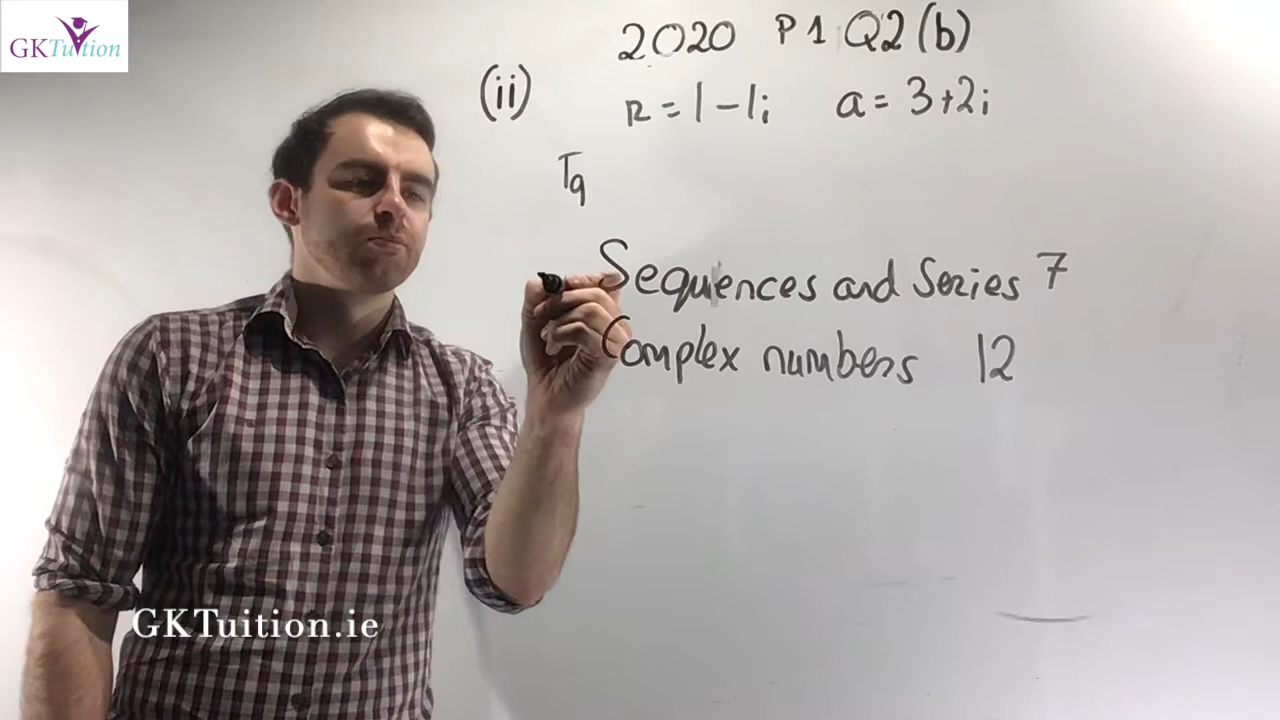 GKTuition
2020 P1 Q2(b)
(ii) r = 1 - 1i a = 3+2i
T9
Sequences and Series 7
Complex numbers 12
GKTuition.ie